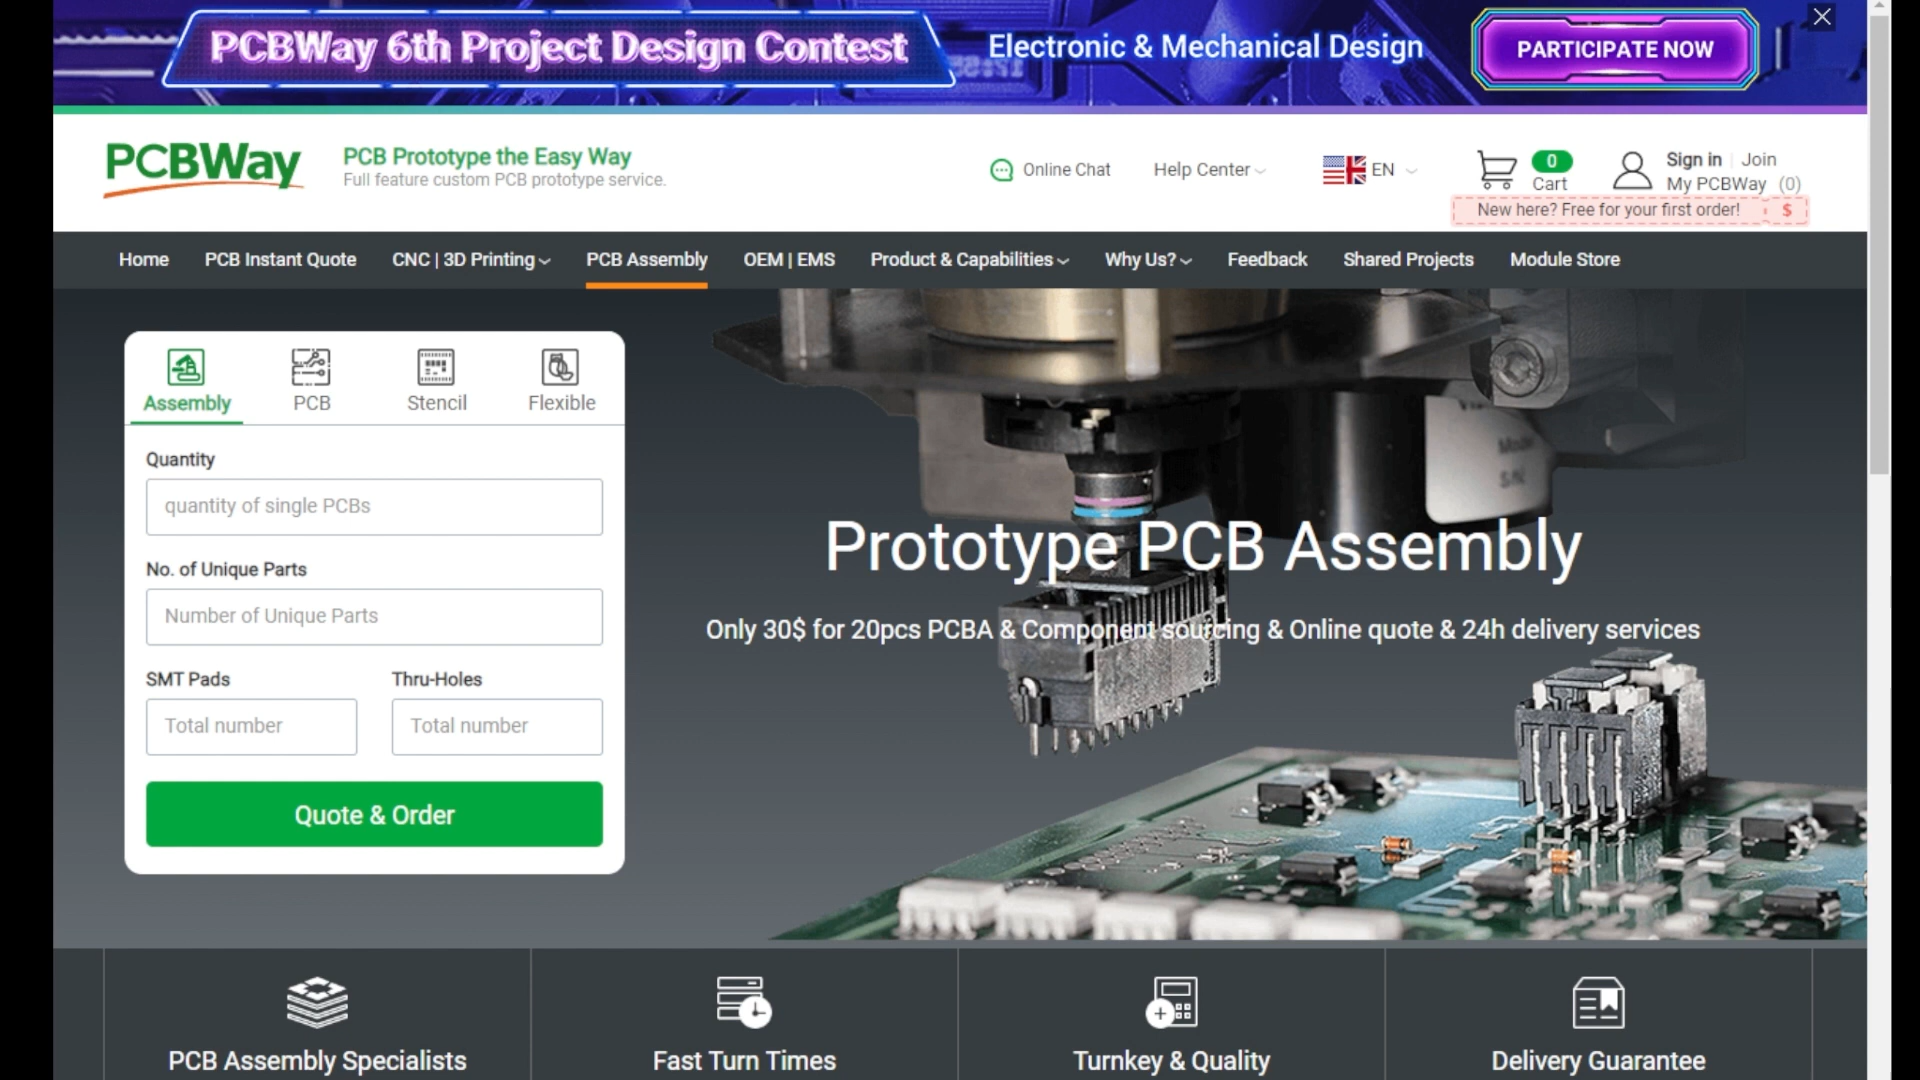 PCBWay 6th Project Design Contest
Electronic & Mechanical Design
PARTICIPATE NOW
PCBWay
PCB Prototype the Easy Way
Full feature custom PCB prototype service.
Online Chat
Help Center
EN
0
Cart
Sign in
Join
My PCBWay (0)
New here? Free for your first order! $
Home
PCB Instant Quote
CNC | 3D Printing
PCB Assembly
OEM | EMS
Product & Capabilities
Why Us?
Feedback
Shared Projects
Module Store
Assembly
PCB
Stencil
Flexible
Quantity
quantity of single PCBs
No. of Unique Parts
Number of Unique Parts
SMT Pads
Thru-Holes
Total number
Total number
Quote & Order
Prototype PCB Assembly
Only 30$ for 20pcs PCBA & Component sourcing & Online quote & 24h delivery services
PCB Assembly Specialists
Fast Turn Times
Turnkey & Quality
Delivery Guarantee